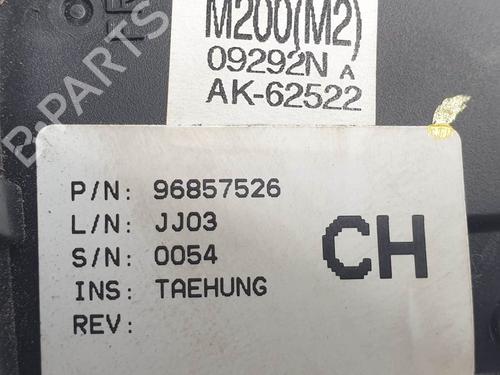 M200(M2)
09292N A
AK-62522
P/N: 96857526
L/N: JJ03
S/N: 0054
INS: TAEHUNG
REV:
CH
B-PARTS